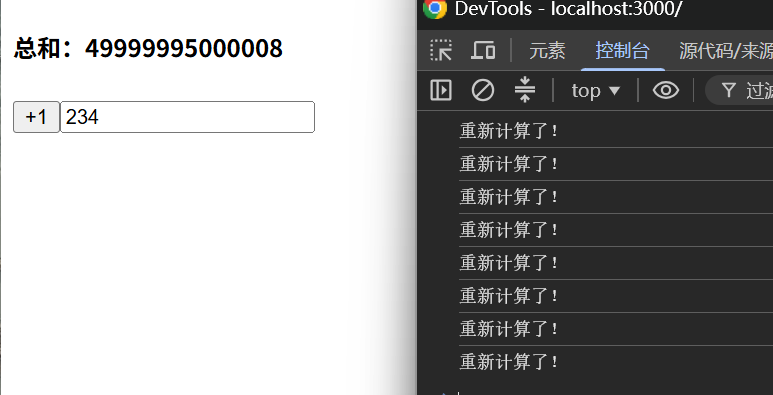 总和：49999995000008
+1 234
DevTools - localhost:3000/
元素 控制台 源代码/来源
top 过滤
重新计算了！
重新计算了！
重新计算了！
重新计算了！
重新计算了！
重新计算了！
重新计算了！
重新计算了！